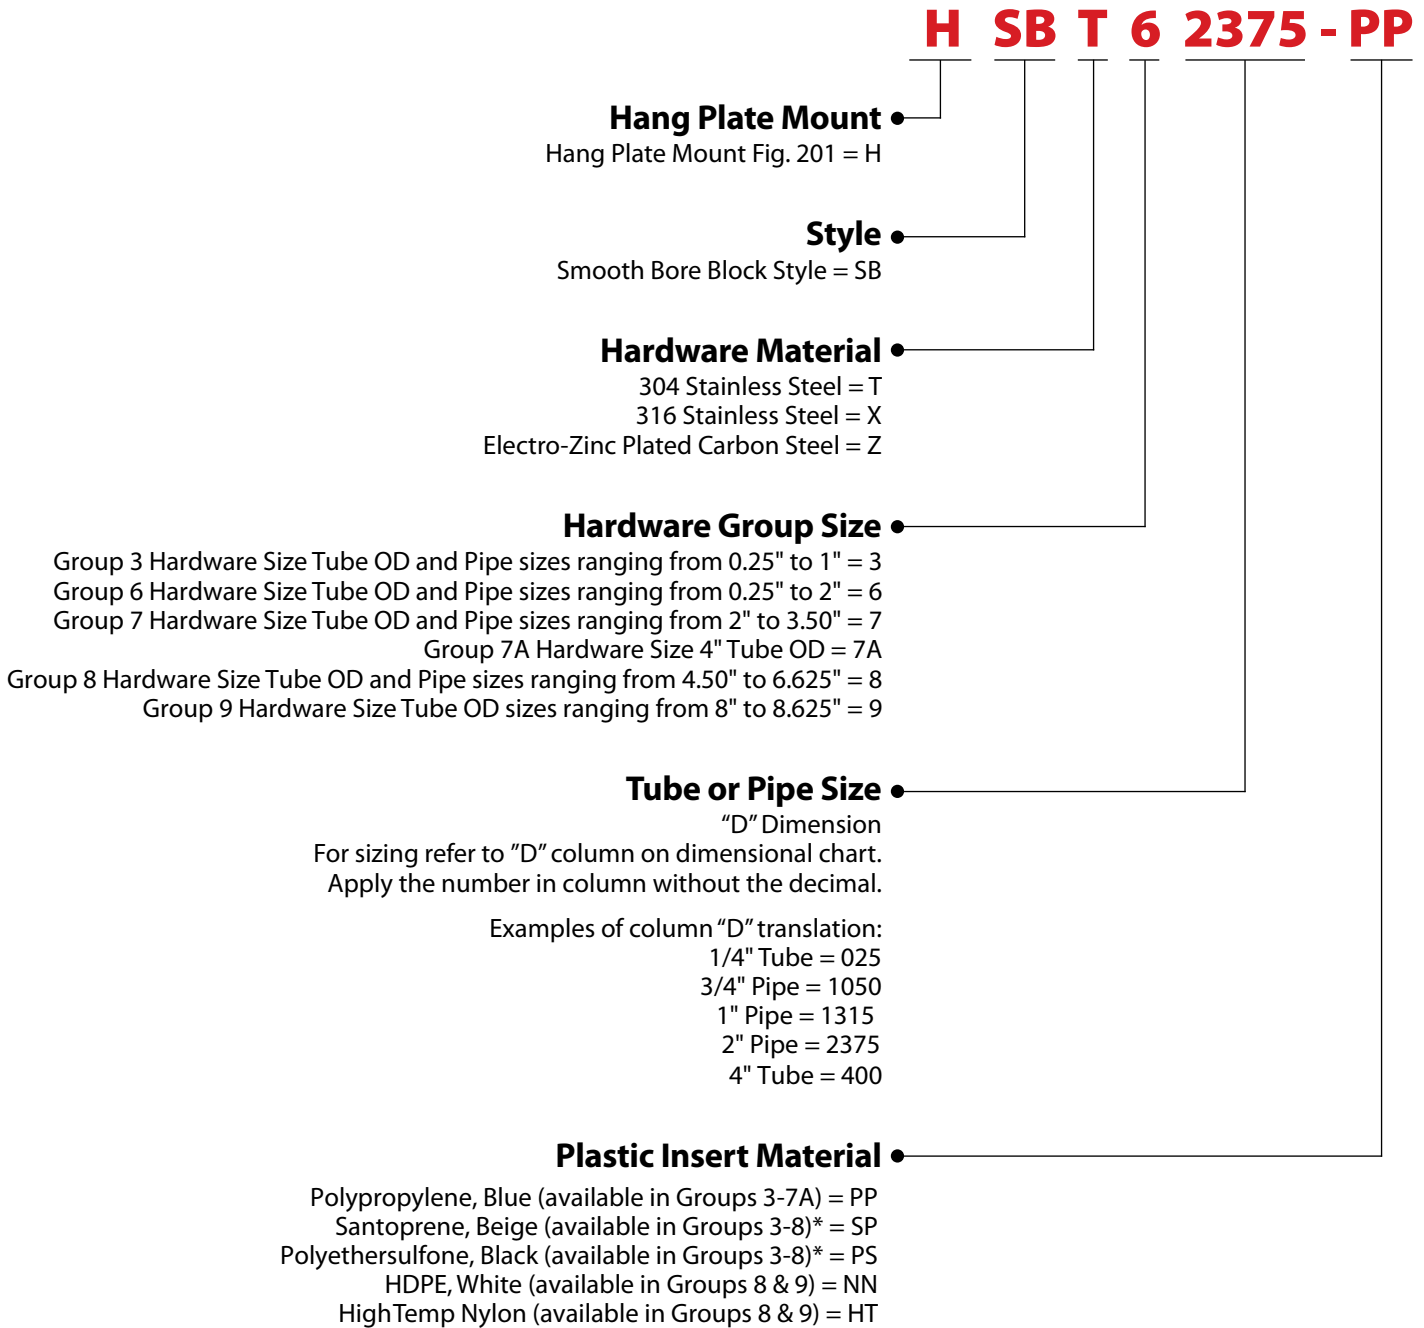 H SB T 6 2375 - PP
Hang Plate Mount
Hang Plate Mount Fig. 201 = H
Style
Smooth Bore Block Style = SB
Hardware Material
304 Stainless Steel = T
316 Stainless Steel = X
Electro-Zinc Plated Carbon Steel = Z
Hardware Group Size
Group 3 Hardware Size Tube OD and Pipe sizes ranging from 0.25" to 1" = 3
Group 6 Hardware Size Tube OD and Pipe sizes ranging from 0.25" to 2" = 6
Group 7 Hardware Size Tube OD and Pipe sizes ranging from 2" to 3.50" = 7
Group 7A Hardware Size 4" Tube OD = 7A
Group 8 Hardware Size Tube OD and Pipe sizes ranging from 4.50" to 6.625" = 8
Group 9 Hardware Size Tube OD sizes ranging from 8" to 8.625" = 9
Tube or Pipe Size
“D” Dimension
For sizing refer to ”D” column on dimensional chart.
Apply the number in column without the decimal.
Examples of column “D” translation:
1/4" Tube = 025
3/4" Pipe = 1050
1" Pipe = 1315
2" Pipe = 2375
4" Tube = 400
Plastic Insert Material
Polypropylene, Blue (available in Groups 3-7A) = PP
Santoprene, Beige (available in Groups 3-8)* = SP
Polyethersulfone, Black (available in Groups 3-8)* = PS
HDPE, White (available in Groups 8 & 9) = NN
HighTemp Nylon (available in Groups 8 & 9) = HT